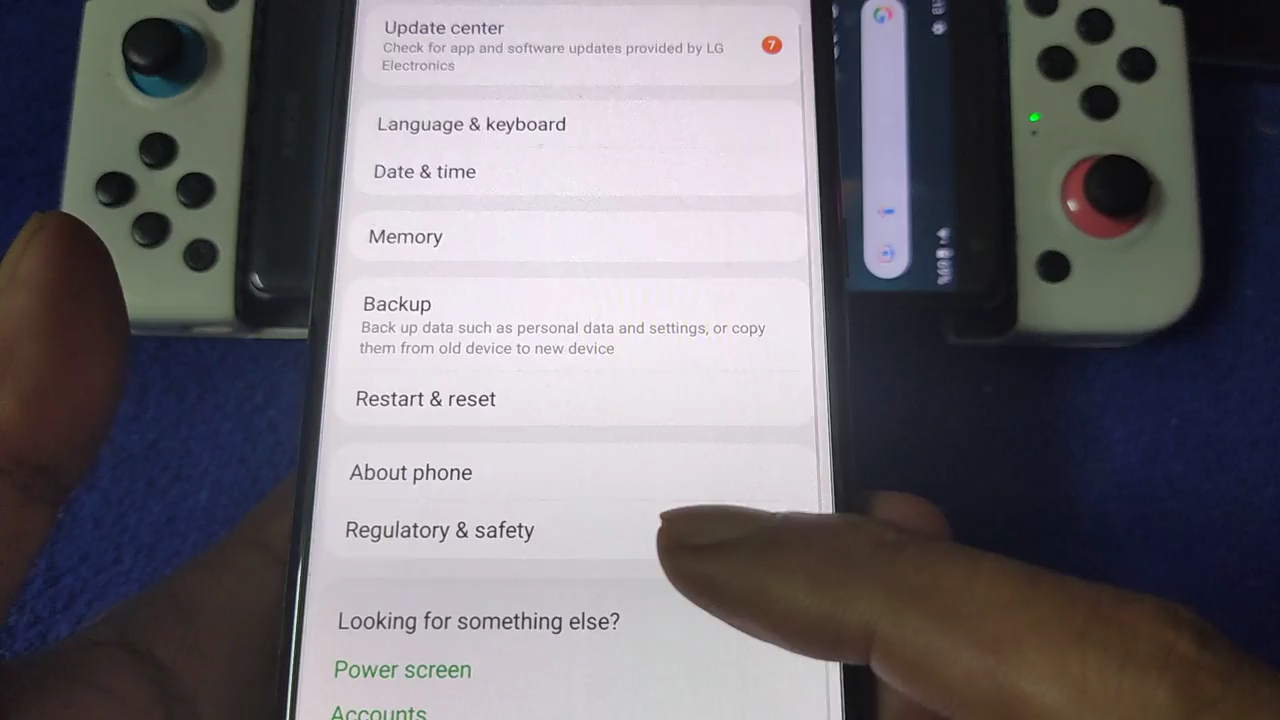 Update center
Check for app and software updates provided by LG
Electronics
7
Language & keyboard
Date & time
Memory
Backup
Back up data such as personal data and settings, or copy
them from old device to new device
Restart & reset
About phone
Regulatory & safety
Looking for something else?
Power screen
Accounts